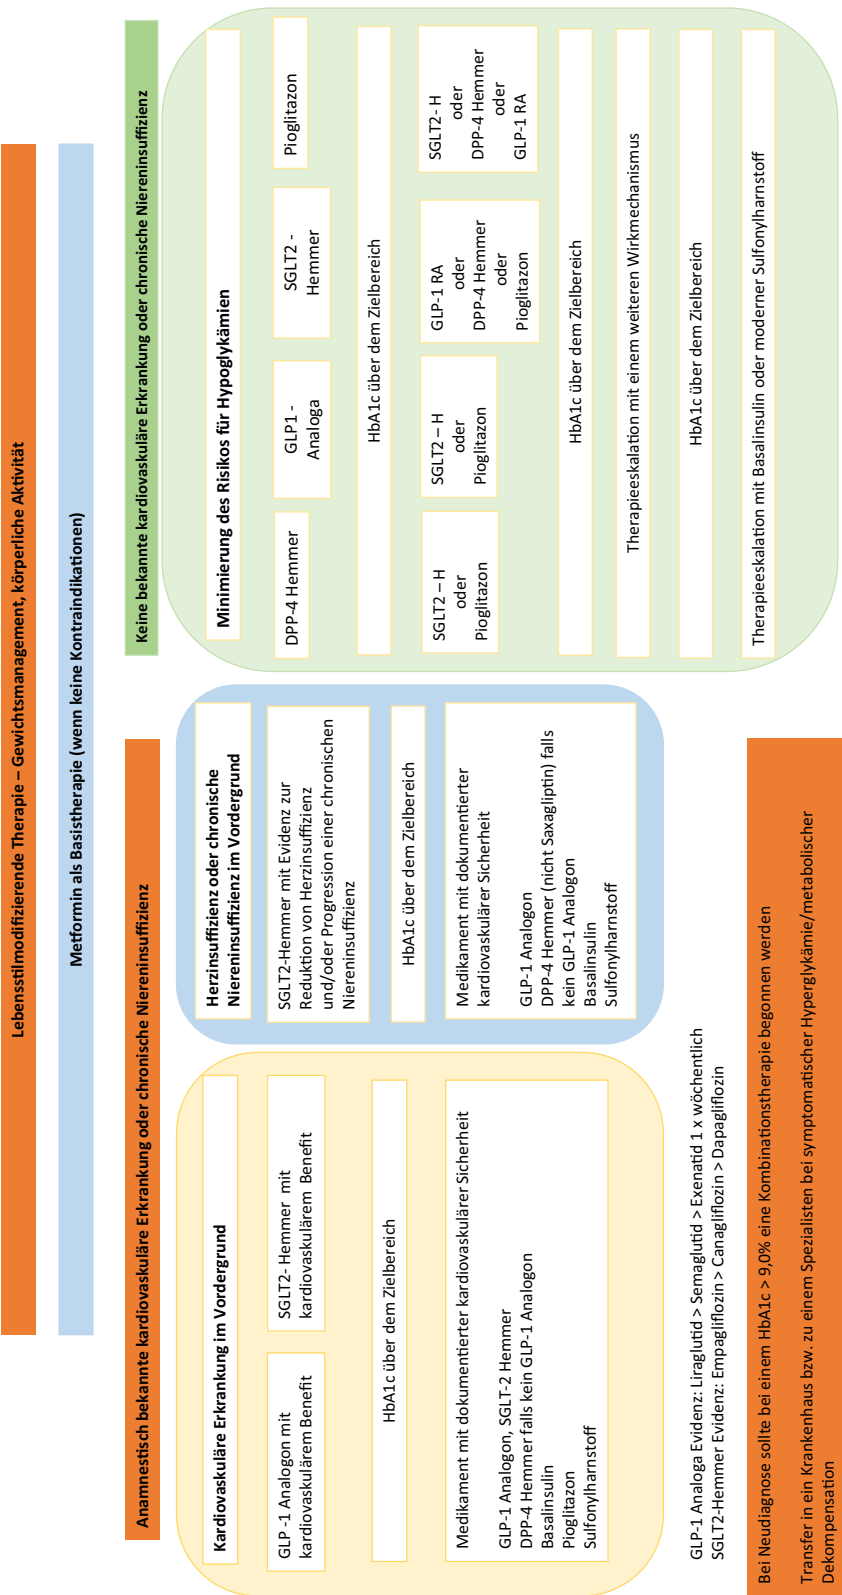 Lebensstilmodifizierende Therapie – Gewichtsmanagement, körperliche Aktivität
Metformin als Basistherapie (wenn keine Kontraindikationen)
Anamnestisch bekannte kardiovaskuläre Erkrankung oder chronische Niereninsuffizienz
Kardiovaskuläre Erkrankung im Vordergrund
GLP -1 Analogon mit
kardiovaskulärem Benefit
SGLT2- Hemmer mit
kardiovaskulärem Benefit
HbA1c über dem Zielbereich
Medikament mit dokumentierter kardiovaskulärer Sicherheit
GLP-1 Analogon, SGLT-2 Hemmer
DPP-4 Hemmer falls kein GLP-1 Analogon
Basalinsulin
Pioglitazon
Sulfonylharnstoff
Herzinsuffizienz oder chronische
Niereninsuffizienz im Vordergrund
SGLT2-Hemmer mit Evidenz zur
Reduktion von Herzinsuffizienz
und/oder Progression einer chronischen
Niereninsuffizienz
HbA1c über dem Zielbereich
Medikament mit dokumentierter
kardiovaskulärer Sicherheit
GLP-1 Analogon
DPP-4 Hemmer (nicht Saxagliptin) falls
kein GLP-1 Analogon
Basalinsulin
Sulfonylharnstoff
Keine bekannte kardiovaskuläre Erkrankung oder chronische Niereninsuffizienz
Minimierung des Risikos für Hypoglykämien
DPP-4 Hemmer
GLP1 -
Analoga
SGLT2 -
Hemmer
Pioglitazon
HbA1c über dem Zielbereich
SGLT2 – H
oder
Pioglitazon
SGLT2 – H
oder
Pioglitazon
GLP-1 RA
oder
DPP-4 Hemmer
oder
Pioglitazon
SGLT2- H
oder
DPP-4 Hemmer
oder
GLP-1 RA
HbA1c über dem Zielbereich
Therapieeskalation mit einem weiteren Wirkmechanismus
HbA1c über dem Zielbereich
Therapieeskalation mit Basalinsulin oder moderner Sulfonylharnstoff
GLP-1 Analoga Evidenz: Liraglutid > Semaglutid > Exenatid 1 x wöchentlich
SGLT2-Hemmer Evidenz: Empagliflozin > Canagliflozin > Dapagliflozin
Bei Neudiagnose sollte bei einem HbA1c > 9,0% eine Kombinationstherapie begonnen werden
Transfer in ein Krankenhaus bzw. zu einem Spezialisten bei symptomatischer Hyperglykämie/metabolischer
Dekompensation